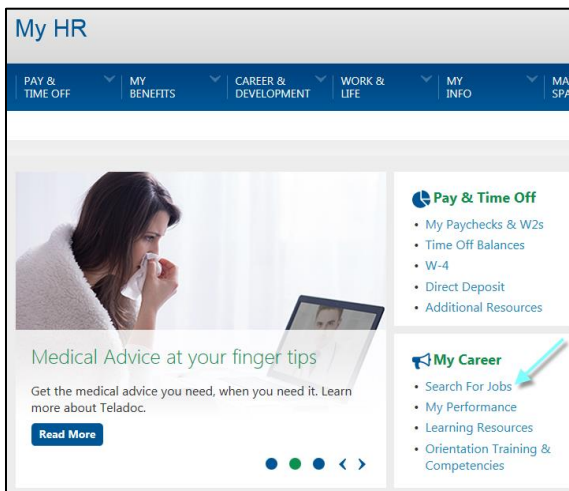 My HR
PAY &
TIME OFF
MY
BENEFITS
CAREER &
DEVELOPMENT
WORK &
LIFE
MY
INFO
Medical Advice at your finger tips
Get the medical advice you need, when you need it. Learn
more about Teladoc.
Read More
Pay & Time Off
• My Paychecks & W2s
• Time Off Balances
• W-4
• Direct Deposit
• Additional Resources
My Career
• Search For Jobs
• My Performance
• Learning Resources
• Orientation Training &
Competencies